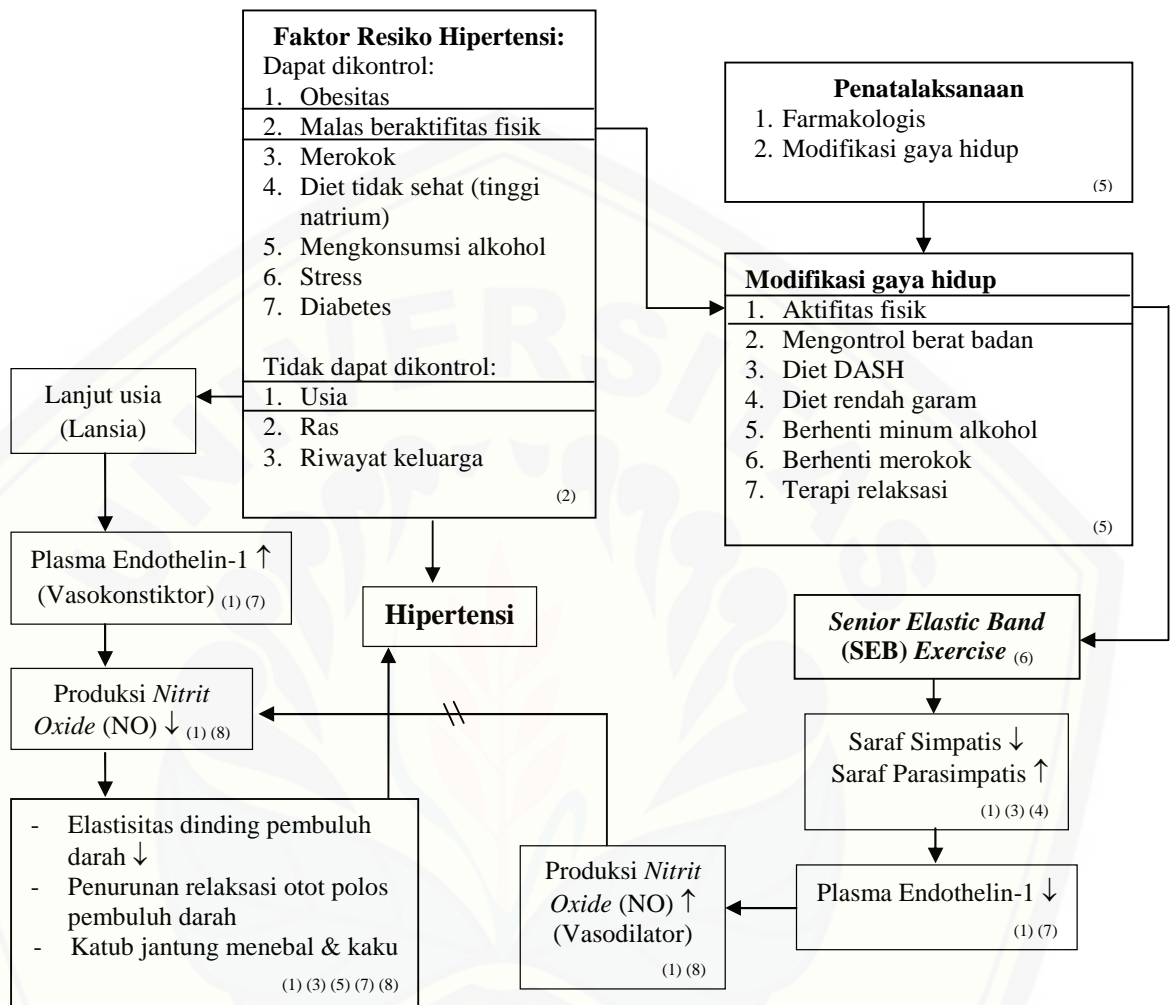 Faktor Resiko Hipertensi:
Dapat dikontrol:
1. Obesitas
2. Malas beraktifitas fisik
3. Merokok
4. Diet tidak sehat (tinggi
natrium)
5. Mengkonsumsi alkohol
6. Stress
7. Diabetes
Tidak dapat dikontrol:
1. Usia
2. Ras
3. Riwayat keluarga
(2)
Penatalaksanaan
1. Farmakologis
2. Modifikasi gaya hidup
(5)
Modifikasi gaya hidup
1. Aktifitas fisik
2. Mengontrol berat badan
3. Diet DASH
4. Diet rendah garam
5. Berhenti minum alkohol
6. Berhenti merokok
7. Terapi relaksasi
(5)
Lanjut usia
(Lansia)
Plasma Endothelin-1 ↑
(Vasokonstiktor) (1) (7)
Hipertensi
Senior Elastic Band
(SEB) Exercise (6)
Produksi Nitrit
Oxide (NO) ↓ (1) (8)
Saraf Simpatis ↓
Saraf Parasimpatis ↑
(1) (3) (4)
- Elastisitas dinding pembuluh
darah ↓
- Penurunan relaksasi otot polos
pembuluh darah
- Katub jantung menebal & kaku
(1) (3) (5) (7) (8)
Produksi Nitrit
Oxide (NO) ↑
(Vasodilator)
(1) (8)
Plasma Endothelin-1 ↓
(1) (7)
UNIVERSITAS